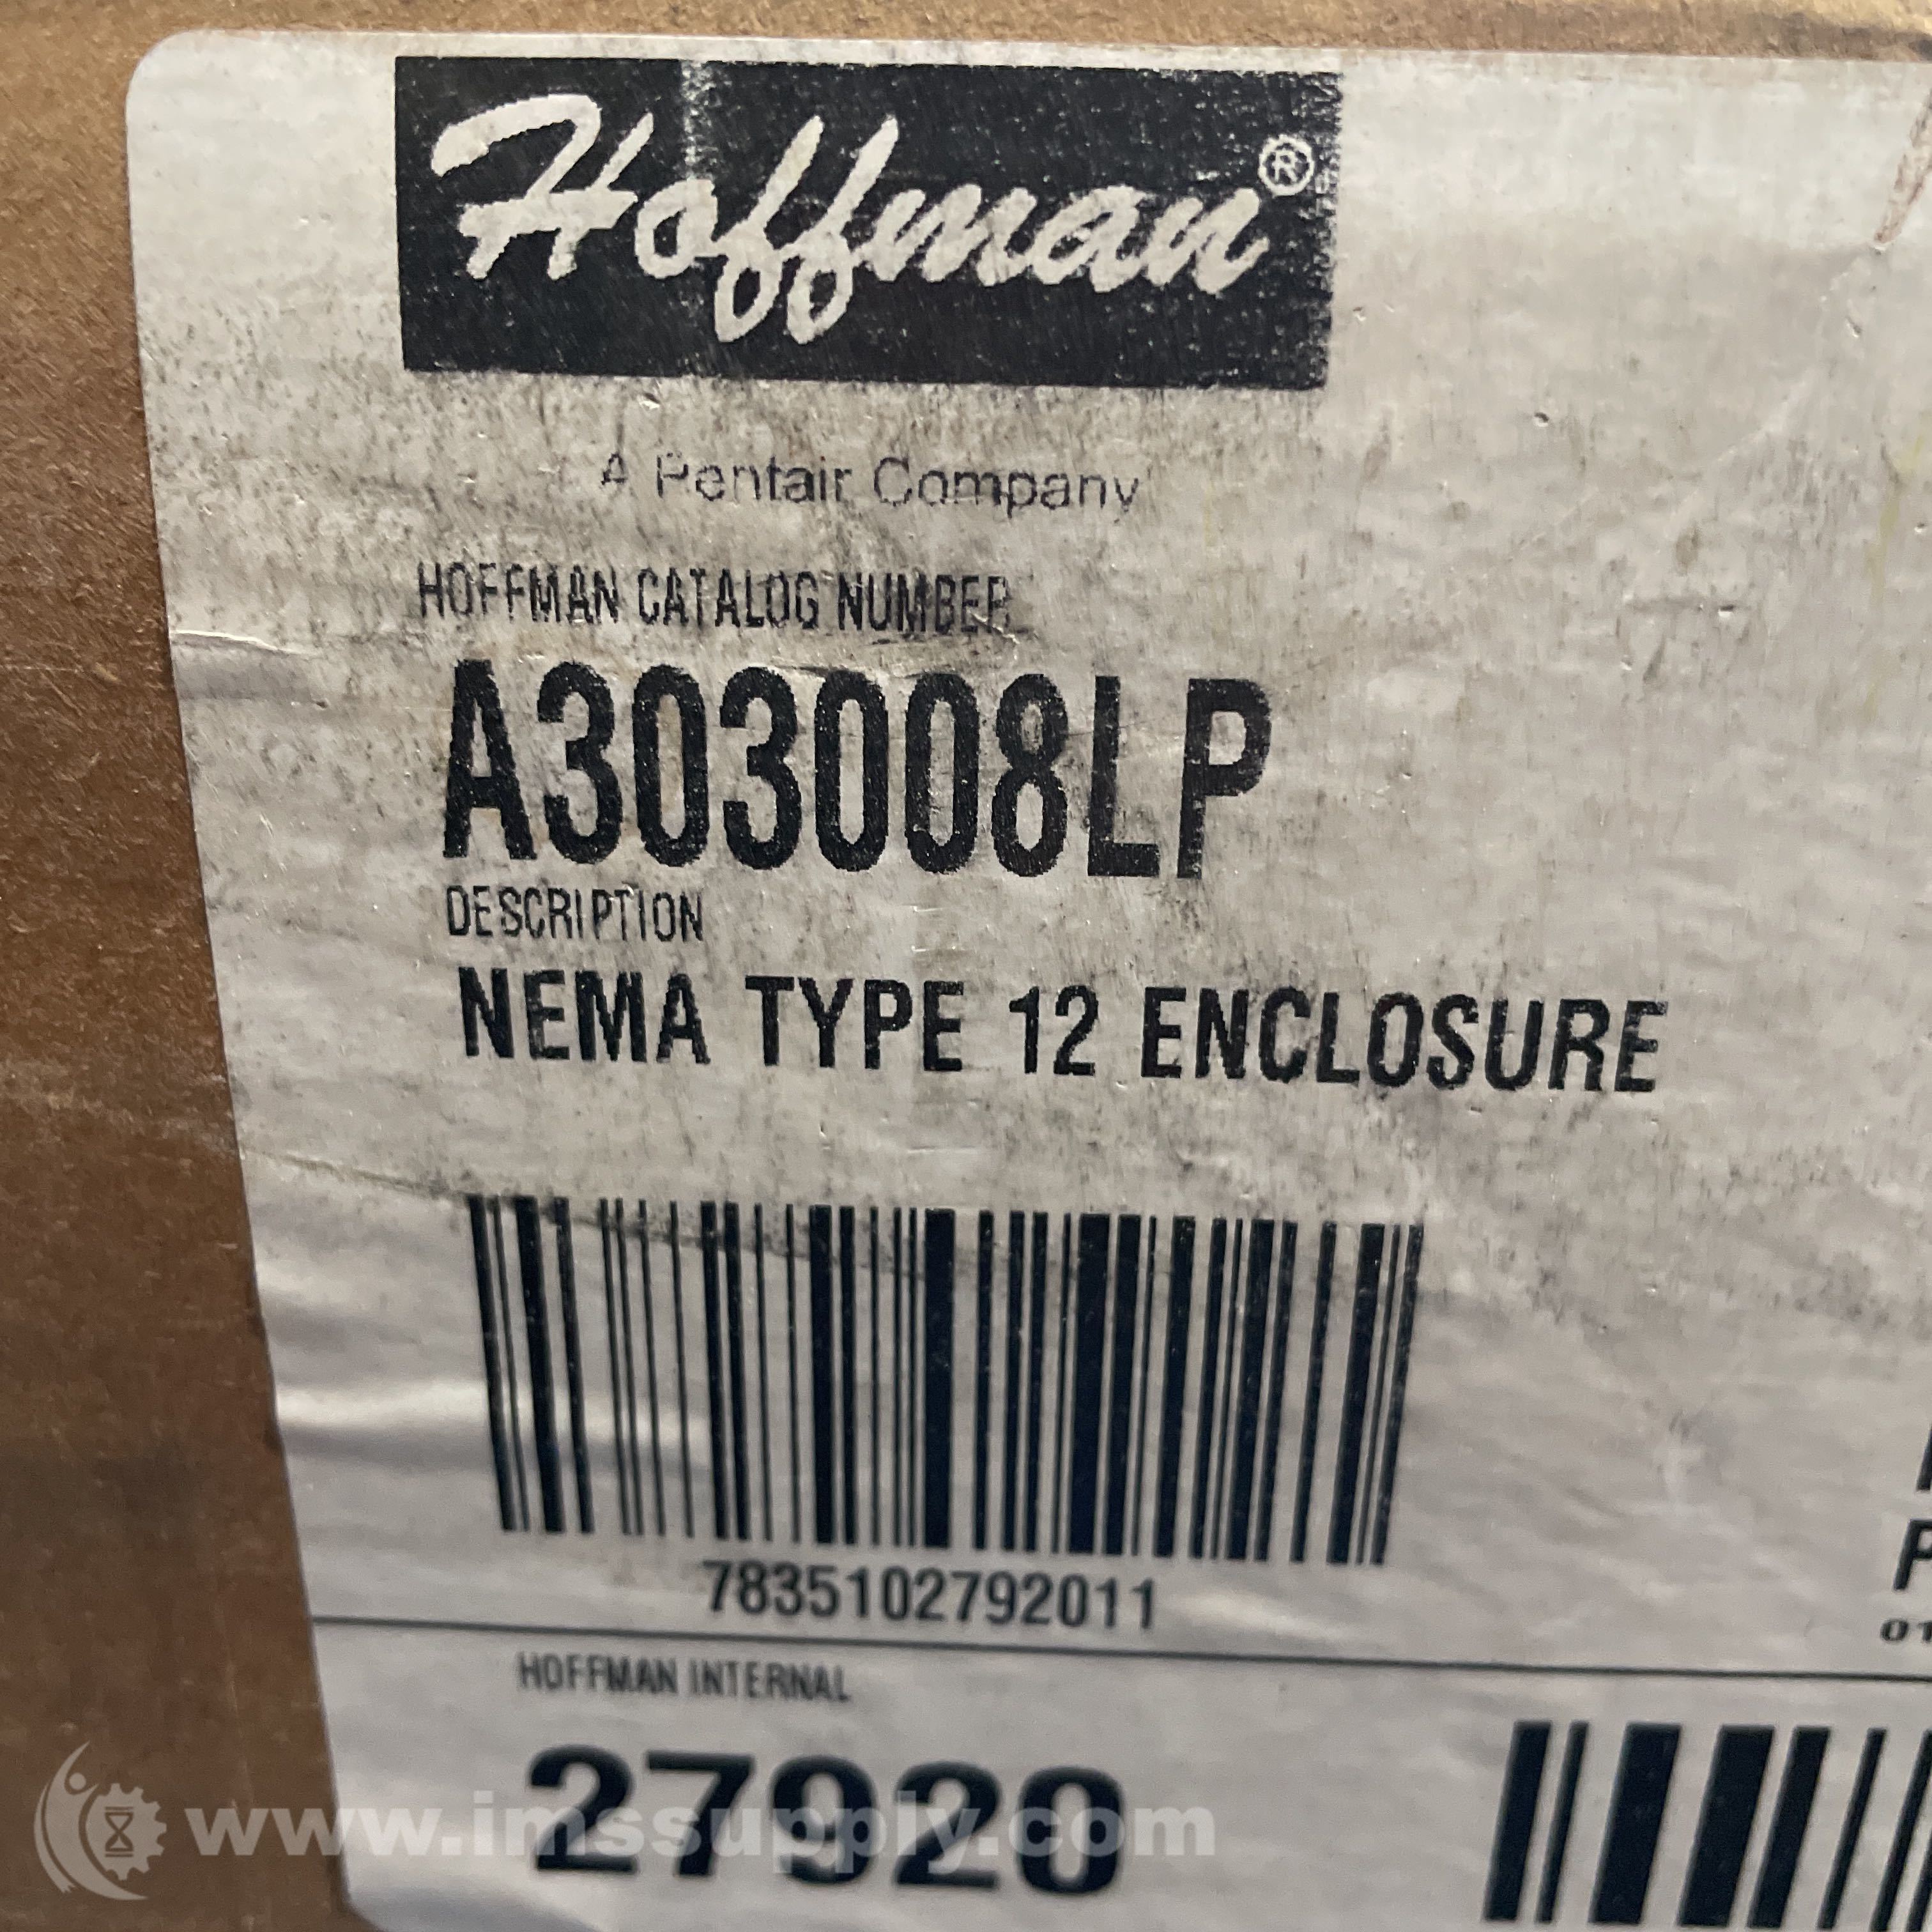 Hoffman®
A Pentair Company
HOFFMAN CATALOG NUMBER
A303008LP
DESCRIPTION
NEMA TYPE 12 ENCLOSURE
7835102792011
P
01
HOFFMAN INTERNAL
27920
www.imssupply.com